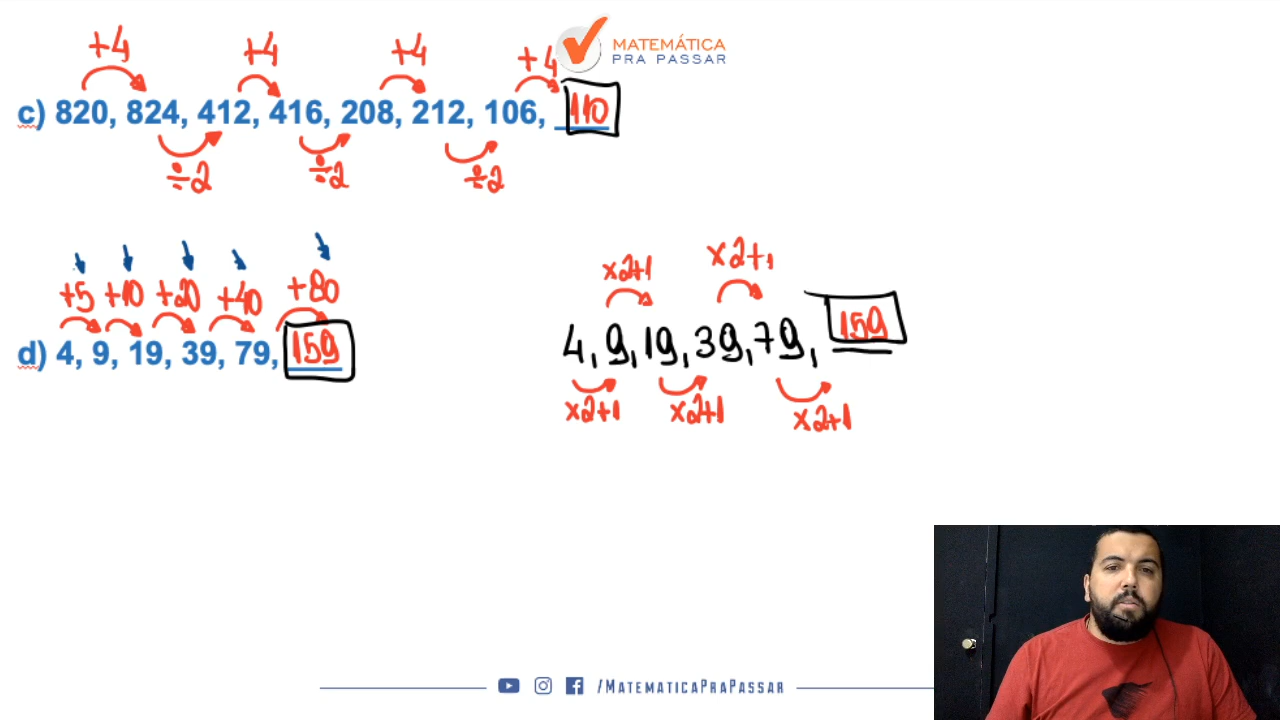 MATEMÁTICA
PRA PASSAR
+4 +4 +4 +4
c) 820, 824, 412, 416, 208, 212, 106, 110
÷2 ÷2 ÷2
+5 +10 +20 +40 +80
d) 4, 9, 19, 39, 79, 159
x2+1 x2+1
4, 9, 19, 39, 79, 159
x2+1 x2+1 x2+1
/MATEMATICAPRAPASSAR